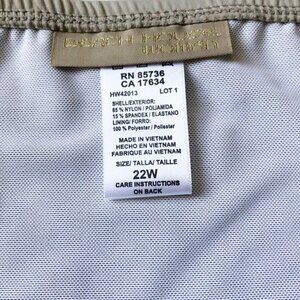 RN 85736
CA 17634
HW42013 LOT 1
SHELL/EXTERIOR:
85 % NYLON / POLIAMIDA
15 % SPANDEX / ELASTANO
LINING/ FORRO:
100 % Polyester / Poliester
MADE IN VIETNAM
HECHO EN VIETNAM
FABRIQUE AU VIETNAM
SIZE/ TALLA/ TAILLE
22W
CARE INSTRUCTIONS
ON BACK